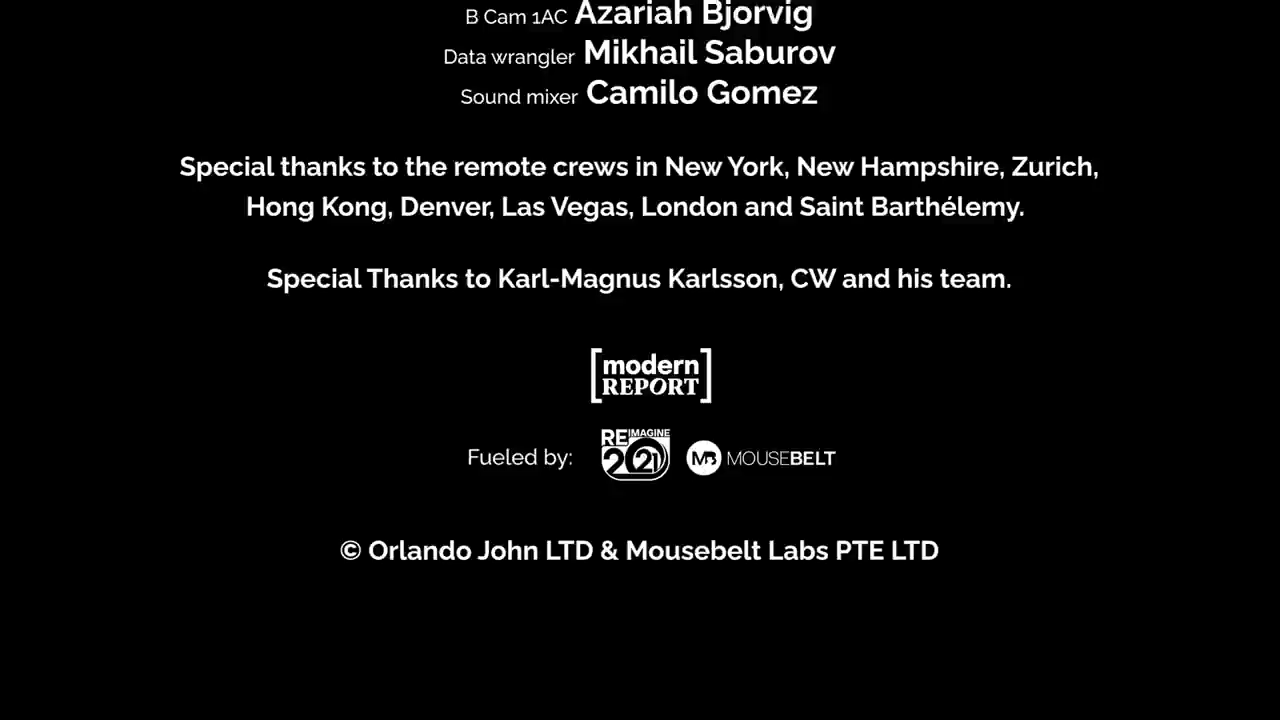 B Cam 1AC Azariah Bjorvig
Data wrangler Mikhail Saburov
Sound mixer Camilo Gomez
Special thanks to the remote crews in New York, New Hampshire, Zurich,
Hong Kong, Denver, Las Vegas, London and Saint Barthélemy.
Special Thanks to Karl-Magnus Karlsson, CW and his team.
[modern
REPORT]
Fueled by: REIMAGINE 2021 MB MOUSEBELT
© Orlando John LTD & Mousebelt Labs PTE LTD